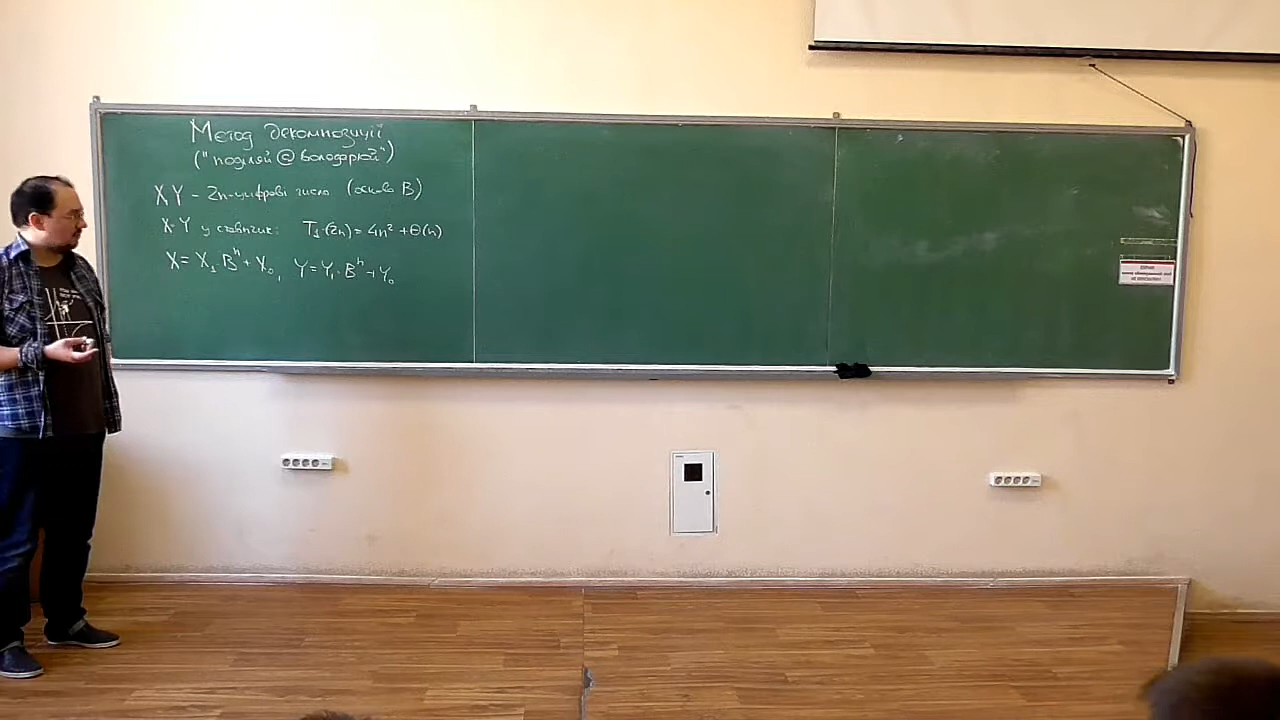 Метод декомпозиції
("поділяй @ володарюй")
X, Y - 2n-цифрові числа (основа B)
X·Y у стовпчик: T₁(2n) = 4n² + Θ(n)
X = X₁·Bⁿ + X₀, Y = Y₁·Bⁿ + Y₀